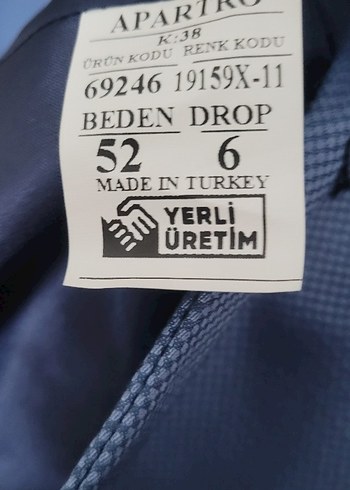 APARTRO
K:38
ÜRÜN KODU RENK KODU
69246 19159X-11
BEDEN DROP
52 6
MADE IN TURKEY
YERLİ
ÜRETİM